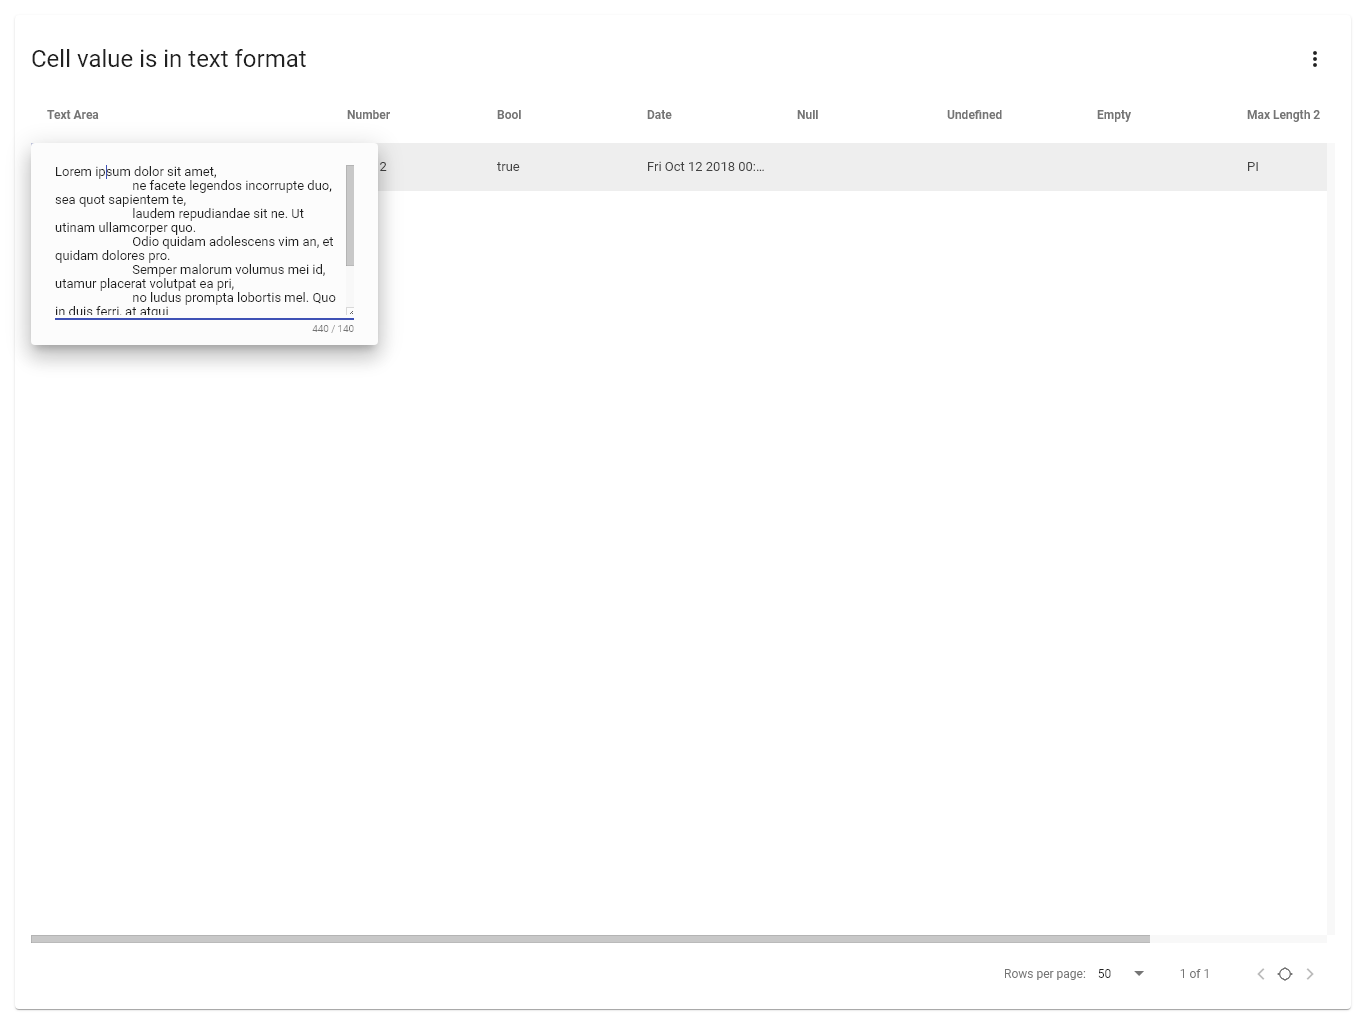 Cell value is in text format
Text Area Number Bool Date Null Undefined Empty Max Length 2
2 true Fri Oct 12 2018 00:... PI
Lorem ipsum dolor sit amet,
ne facete legendos incorrupte duo,
sea quot sapientem te,
laudem repudiandae sit ne. Ut
utinam ullamcorper quo.
Odio quidam adolescens vim an, et
quidam dolores pro.
Semper malorum volumus mei id,
utamur placerat volutpat ea pri,
no ludus prompta lobortis mel. Quo
in duis ferri, at atqui
440 / 140
Rows per page: 50 1 of 1